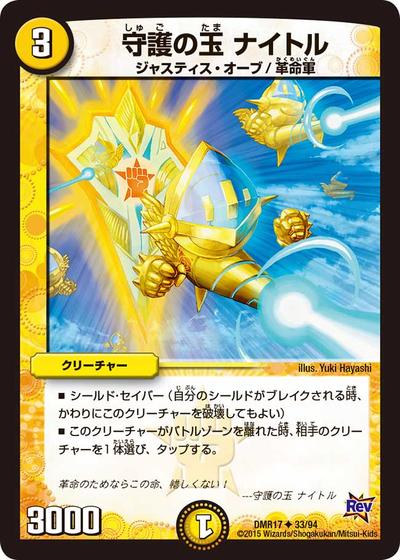 3
しゅ ご たま
守護の玉 ナイトル
かくめいぐん
ジャスティス・オーブ / 革命軍
illus. Yuki Hayashi
クリーチャー
■ シールド・セイバー(自分のシールドがブレイクされる時、
かわりにこのクリーチャーを破壊してもよい)
■ このクリーチャーがバトルゾーンを離れた時、相手のクリー
チャーを1体選び、タップする。
革命のためならこの命、惜しくない!
---守護の玉 ナイトル
Rev
3000
1
DMR17 ◆ 33/94
©2015 Wizards/Shogakukan/Mitsui-Kids